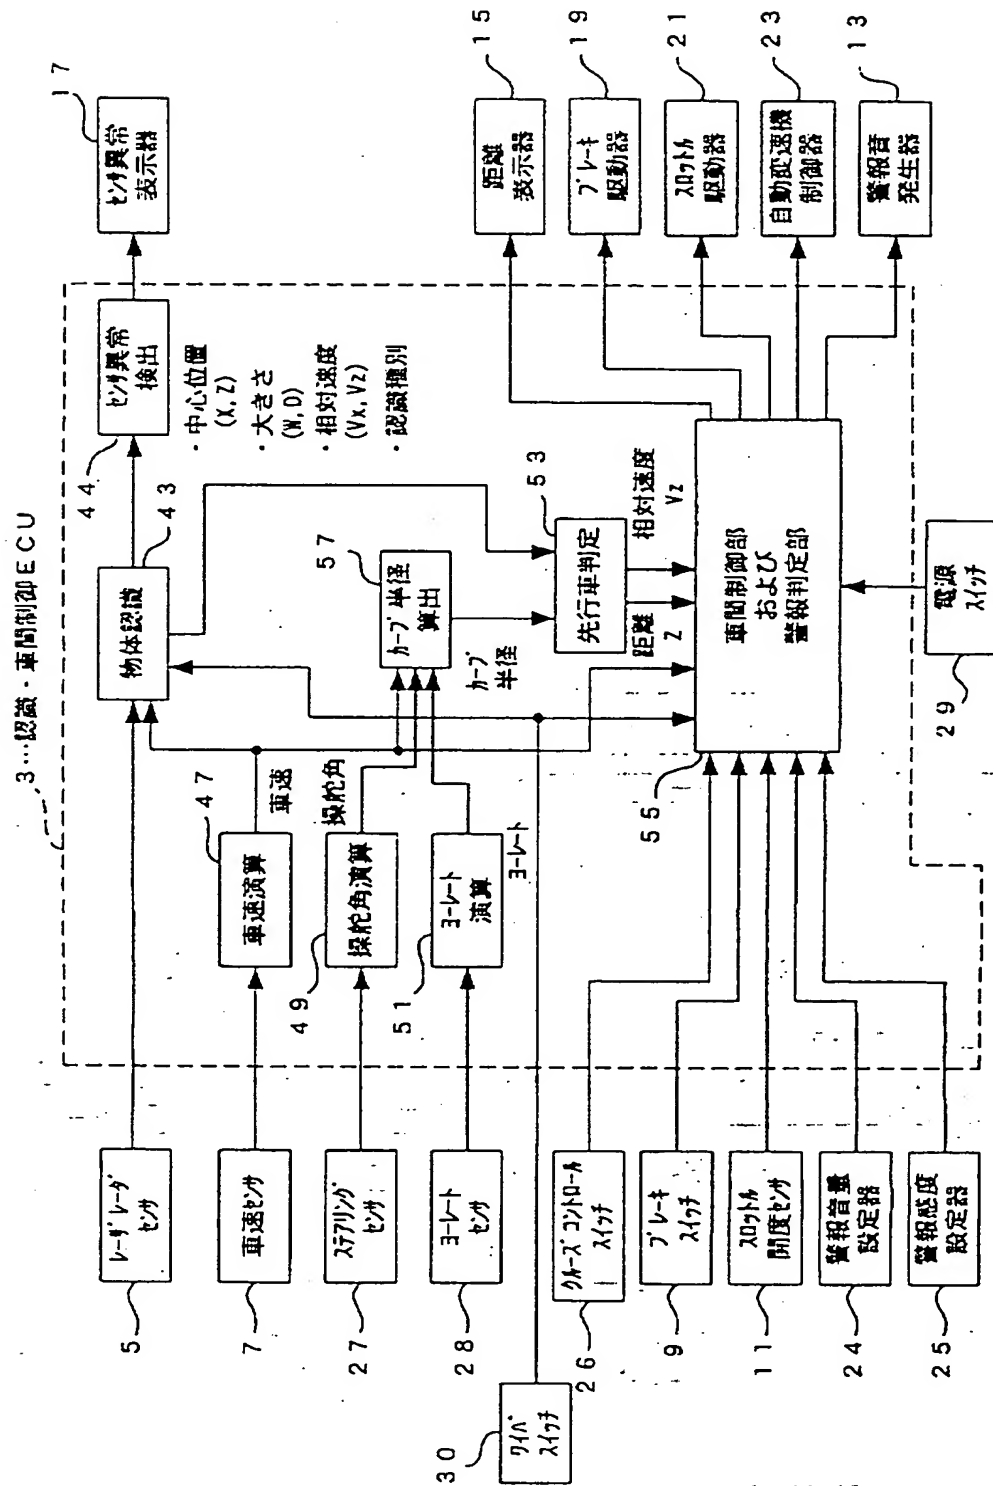 3…認識・車間制御ECU
5
レーザレーダ
センサ
7
車速センサ
27
ステアリング
センサ
28
ヨーレート
センサ
30
ワイパ
スイッチ
26
クルーズコントロール
スイッチ
9
ブレーキ
スイッチ
11
スロットル
開度センサ
24
警報音量
設定器
25
警報感度
設定器
47
車速演算
車速
49
操舵角演算
操舵角
51
ヨーレート
演算
ヨーレート
43
物体認識
44
センサ異常
検出
・中心位置
(X,Z)
・大きさ
(W,D)
・相対速度
(Vx,Vz)
・認識種別
57
カーブ半径
算出
カーブ
半径
53
先行車判定
距離
Z
相対速度
Vz
55
車間制御部
および
警報判定部
29
電源
スイッチ
17
センサ異常
表示器
15
距離
表示器
19
ブレーキ
駆動器
21
スロットル
駆動器
23
自動変速機
制御器
13
警報音
発生器